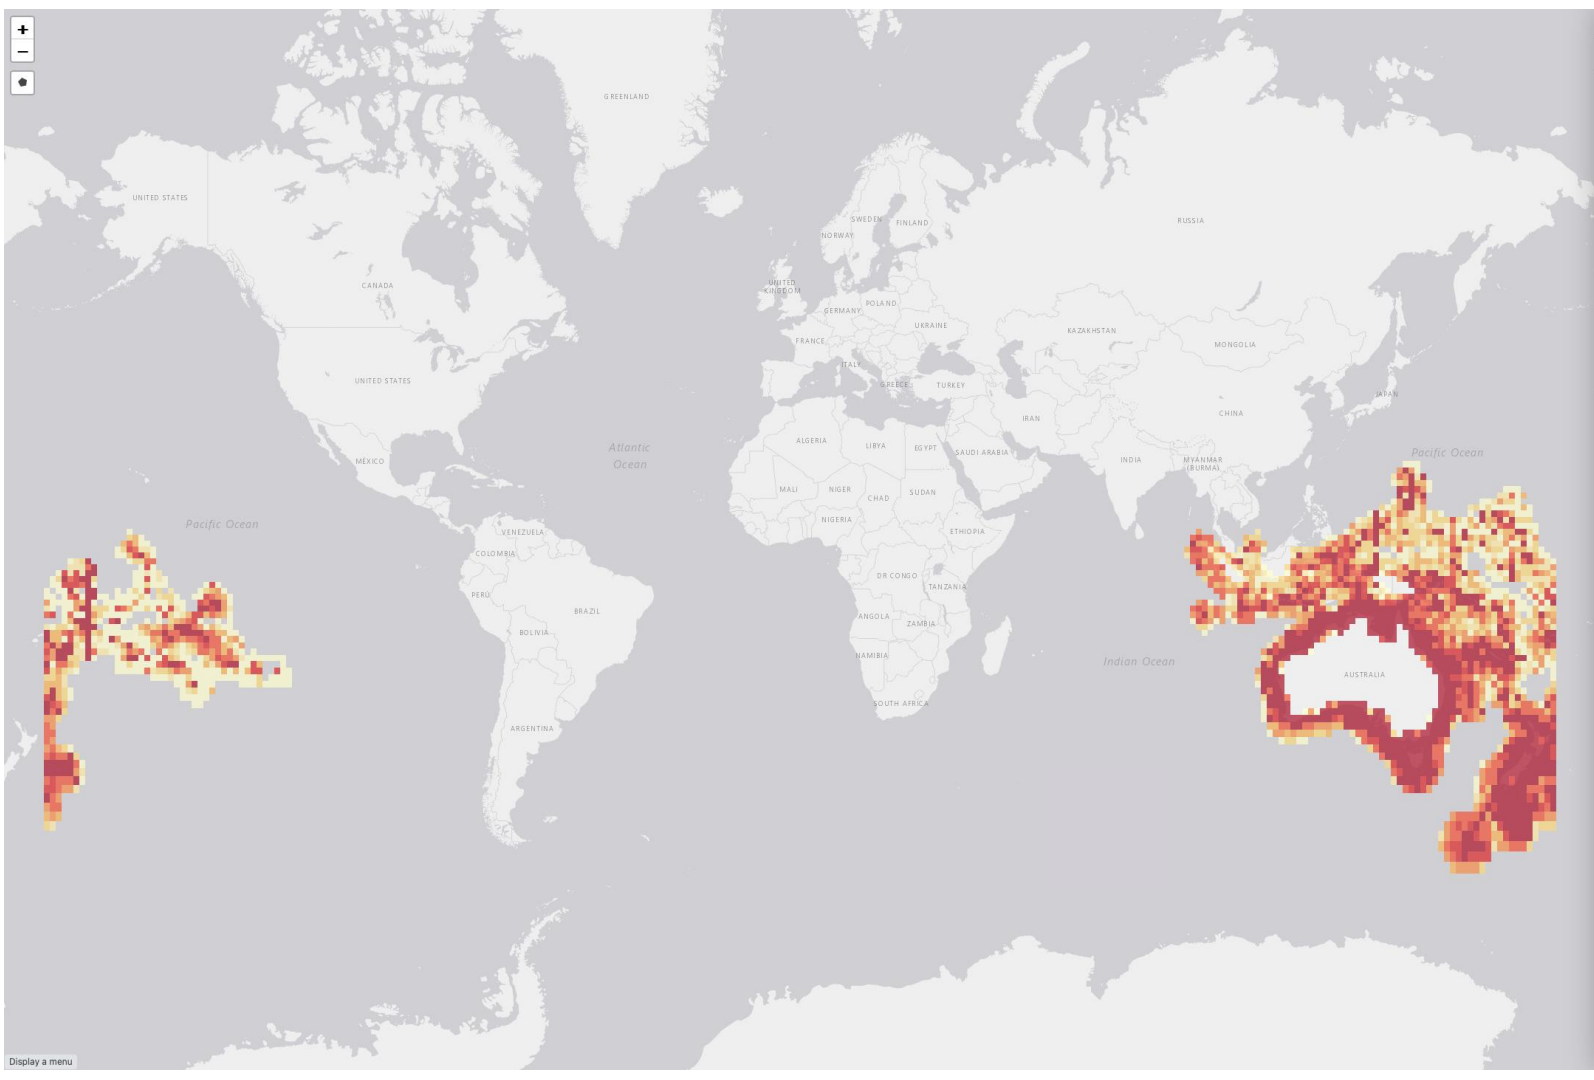 +
−
GREENLAND
UNITED STATES
RUSSIA
SWEDEN
FINLAND
NORWAY
CANADA
UNITED
KINGDOM
POLAND
GERMANY
UKRAINE
KAZAKHSTAN
FRANCE
MONGOLIA
ITALY
UNITED STATES
GREECE
TURKEY
JAPAN
CHINA
IRAN
Atlantic
Ocean
ALGERIA
LIBYA
EGYPT
SAUDI ARABIA
Pacific Ocean
MÉXICO
INDIA
MYANMAR
(BURMA)
MALI
NIGER
CHAD
SUDAN
NIGERIA
Pacific Ocean
VENEZUELA
ETHIOPIA
COLOMBIA
DR CONGO
TANZANIA
PERÚ
BRAZIL
ANGOLA
ZAMBIA
BOLIVIA
NAMIBIA
Indian Ocean
AUSTRALIA
SOUTH AFRICA
ARGENTINA
Display a menu